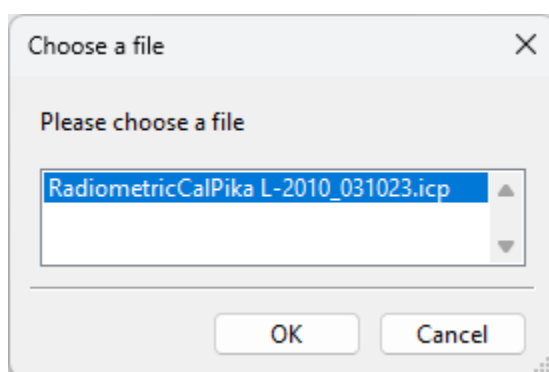 Choose a file
Please choose a file
RadiometricCalPika L-2010_031023.icp
OK
Cancel